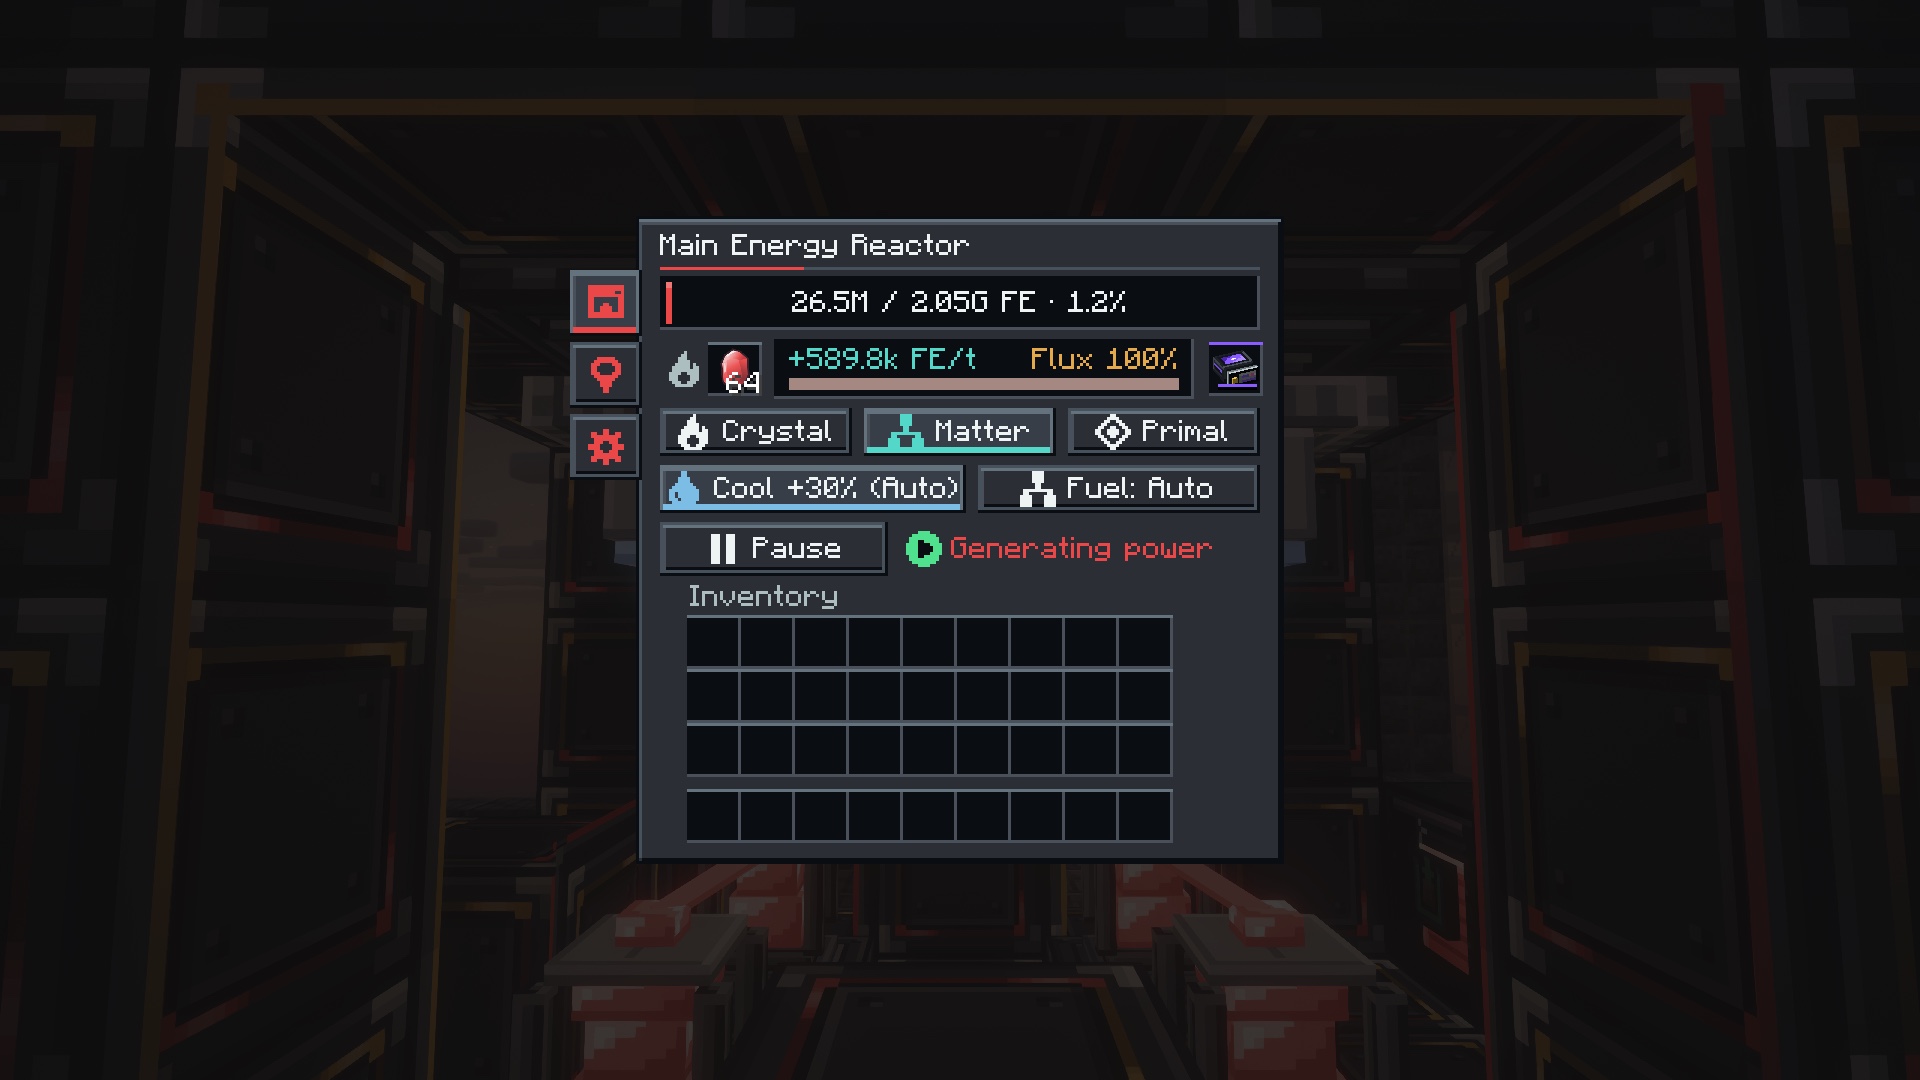 Main Energy Reactor
26.5M / 2.05G FE · 1.2%
64
+589.8k FE/t Flux 100%
Crystal Matter Primal
Cool +30% (Auto) Fuel: Auto
Pause Generating power
Inventory